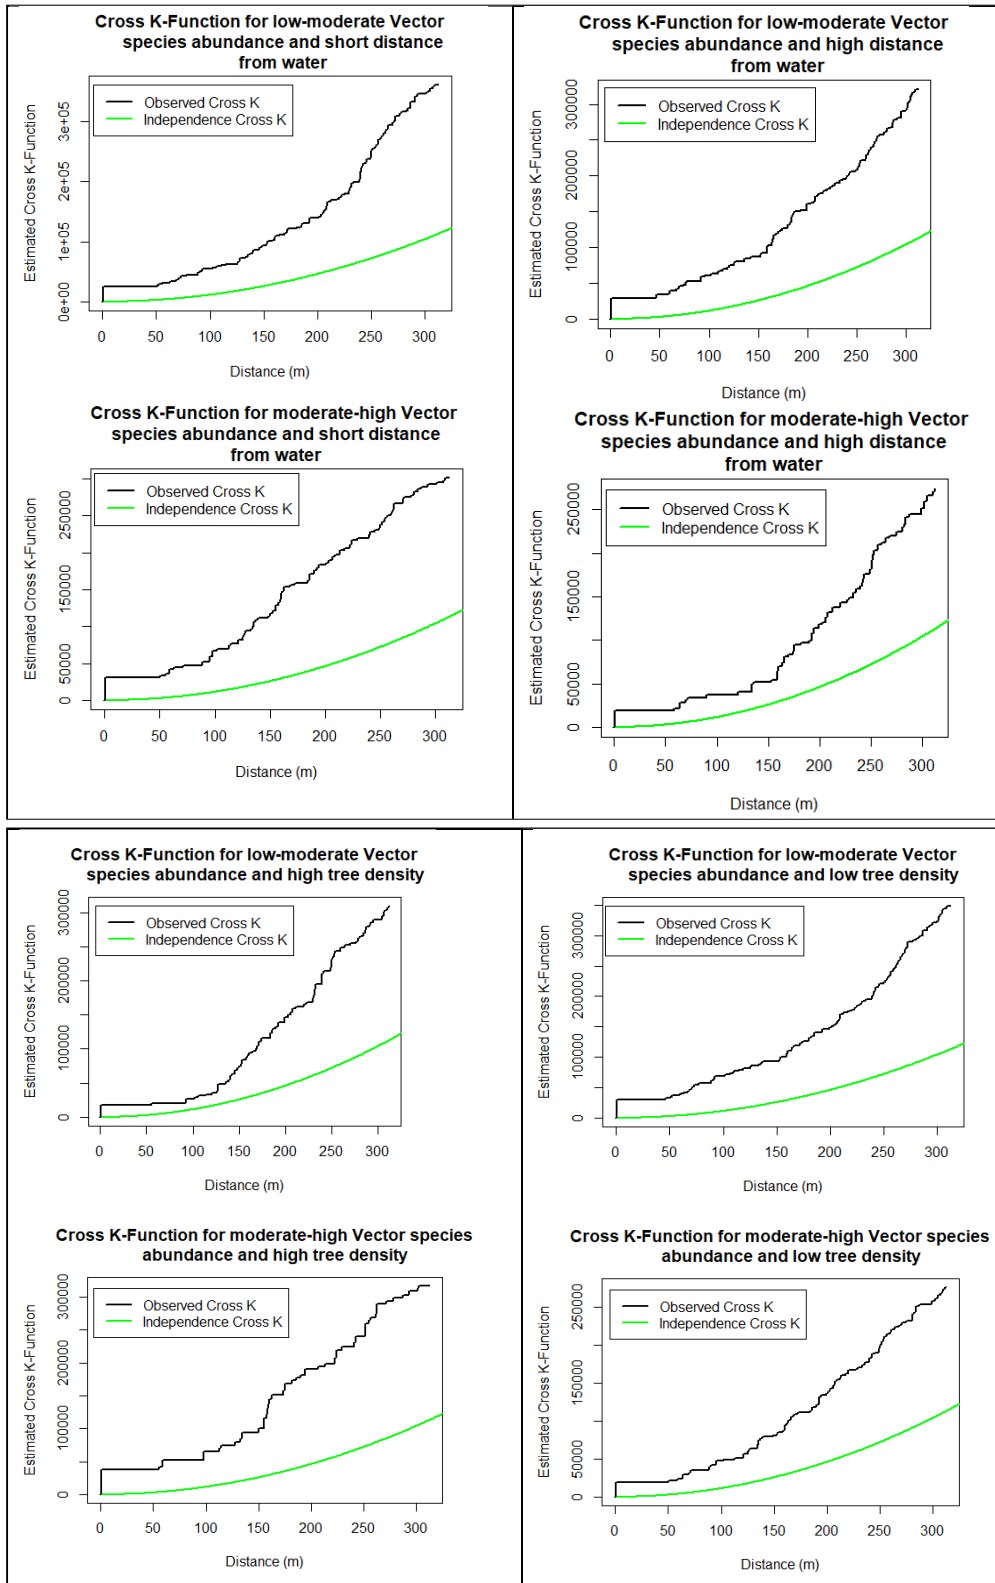 Cross K-Function for low-moderate Vector
species abundance and short distance
from water
Observed Cross K
Independence Cross K
Estimated Cross K-Function
0e+00 1e+05 2e+05 3e+05
0 50 100 150 200 250 300
Distance (m)
Cross K-Function for low-moderate Vector
species abundance and high distance
from water
Observed Cross K
Independence Cross K
Estimated Cross K-Function
0 100000 200000 300000
0 50 100 150 200 250 300
Distance (m)
Cross K-Function for moderate-high Vector
species abundance and short distance
from water
Observed Cross K
Independence Cross K
Estimated Cross K-Function
0 50000 150000 250000
0 50 100 150 200 250 300
Distance (m)
Cross K-Function for moderate-high Vector
species abundance and high distance
from water
Observed Cross K
Independence Cross K
Estimated Cross K-Function
0 50000 150000 250000
0 50 100 150 200 250 300
Distance (m)
Cross K-Function for low-moderate Vector
species abundance and high tree density
Observed Cross K
Independence Cross K
Estimated Cross K-Function
0 100000 200000 300000
0 50 100 150 200 250 300
Distance (m)
Cross K-Function for low-moderate Vector
species abundance and low tree density
Observed Cross K
Independence Cross K
Estimated Cross K-Function
0 100000 200000 300000
0 50 100 150 200 250 300
Distance (m)
Cross K-Function for moderate-high Vector species
abundance and high tree density
Observed Cross K
Independence Cross K
Estimated Cross K-Function
0 100000 200000 300000
0 50 100 150 200 250 300
Distance (m)
Cross K-Function for moderate-high Vector species
abundance and low tree density
Observed Cross K
Independence Cross K
Estimated Cross K-Function
0 50000 150000 250000
0 50 100 150 200 250 300
Distance (m)